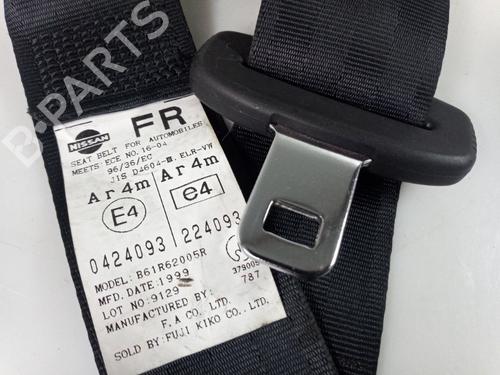 B-PARTS
NISSAN
FR
SEAT BELT FOR AUTOMOBILES
MEETS ECE NO. 16-04
96/36/EC
JIS D4604-Ⅲ. ELR-VW
Ar4m Ar4m
E4 e4
0424093 224093
MODEL: B61R62005R
MFD. DATE: 1999
LOT NO: 9129
MANUFACTURED BY:
F.A CO. LTD.
SOLD BY: FUJI KIKO CO., LTD
787